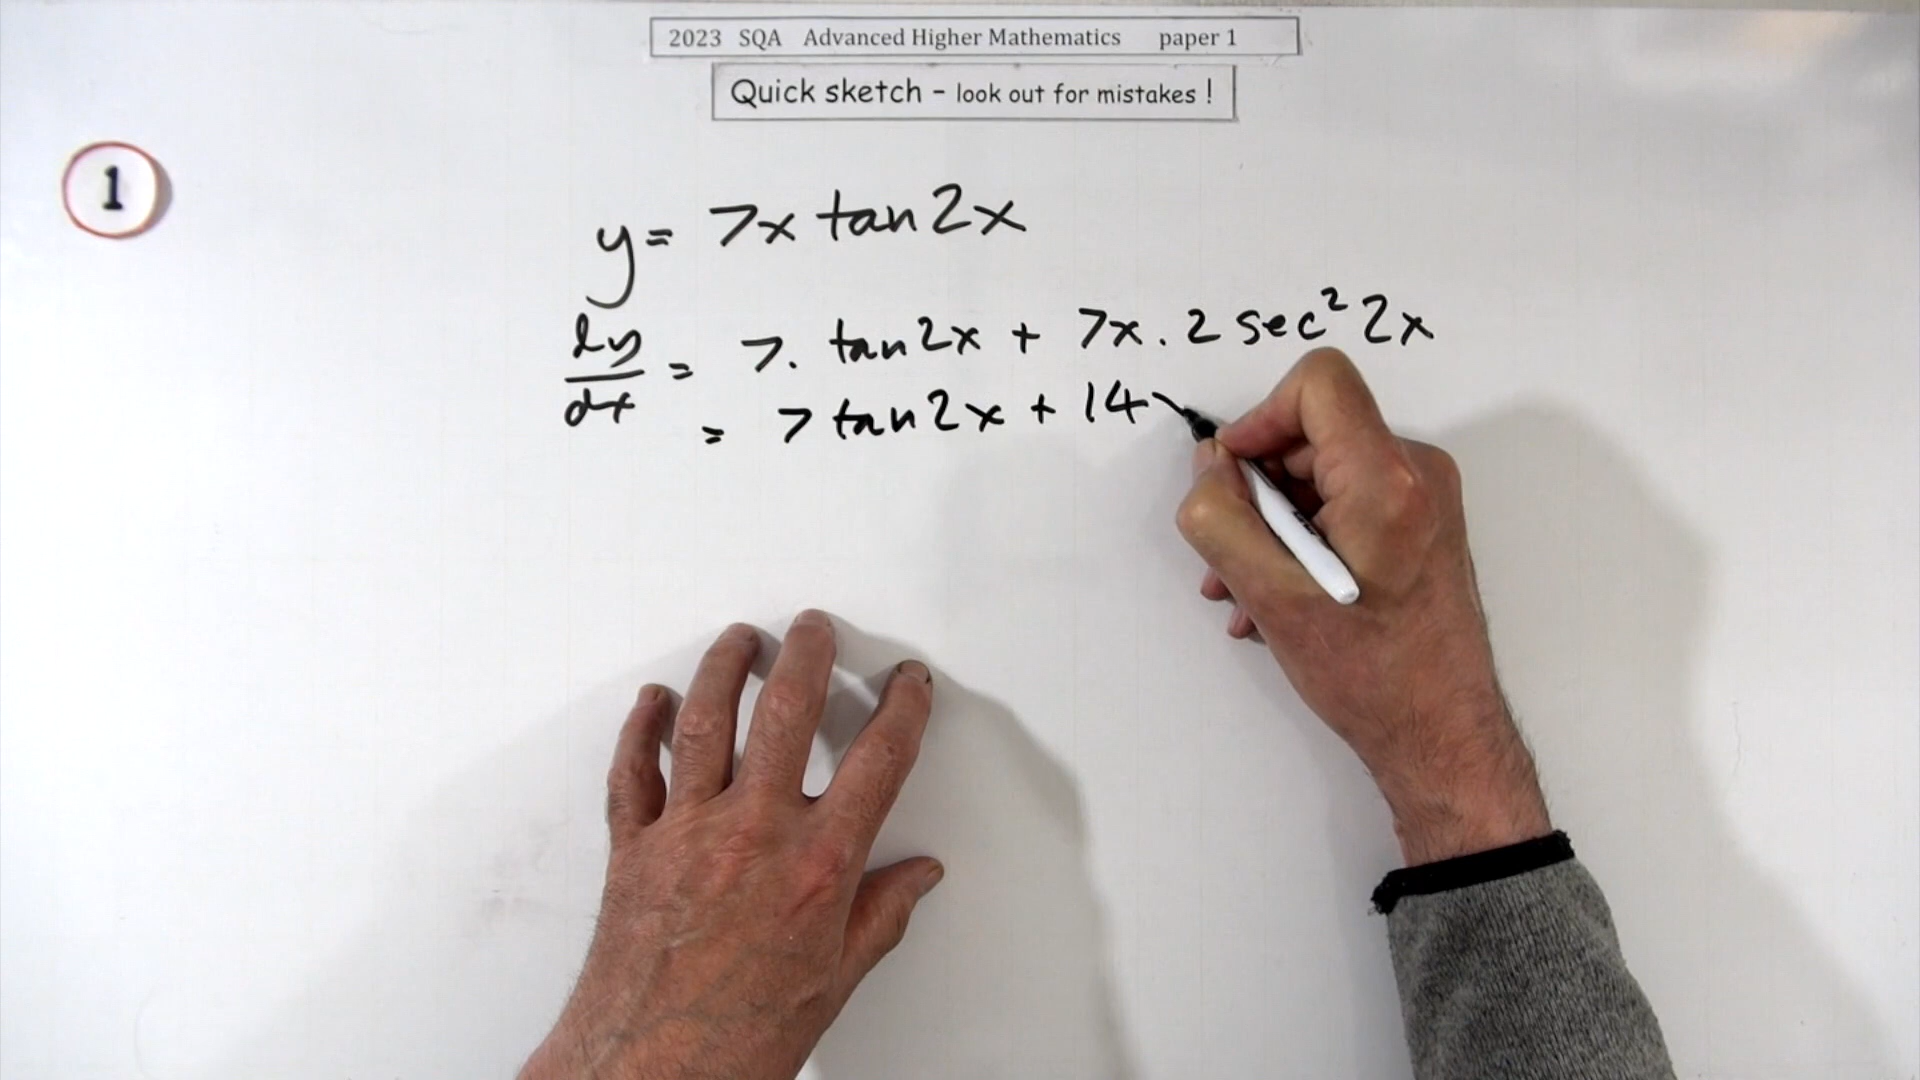 2023 SQA Advanced Higher Mathematics paper 1
Quick sketch - look out for mistakes !
1
y = 7x tan 2x
dy/dx = 7. tan 2x + 7x . 2 sec² 2x
= 7 tan 2x + 14